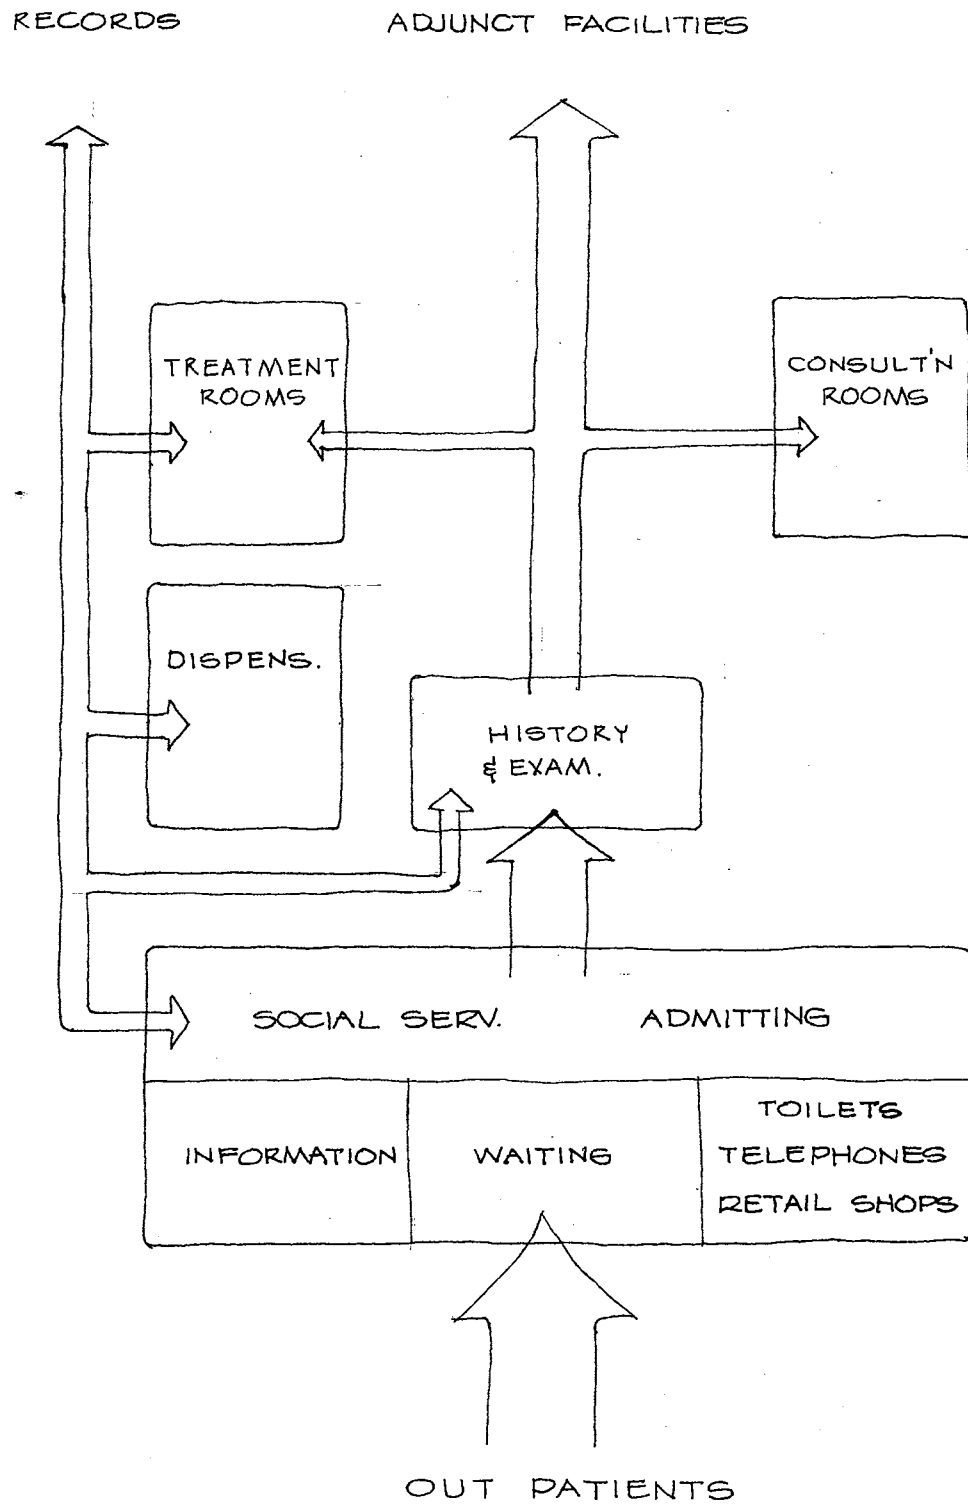 RECORDS
ADJUNCT FACILITIES
TREATMENT
ROOMS
CONSULT'N
ROOMS
DISPENS.
HISTORY
& EXAM.
SOCIAL SERV.
ADMITTING
INFORMATION
WAITING
TOILETS
TELEPHONES
RETAIL SHOPS
OUT PATIENTS